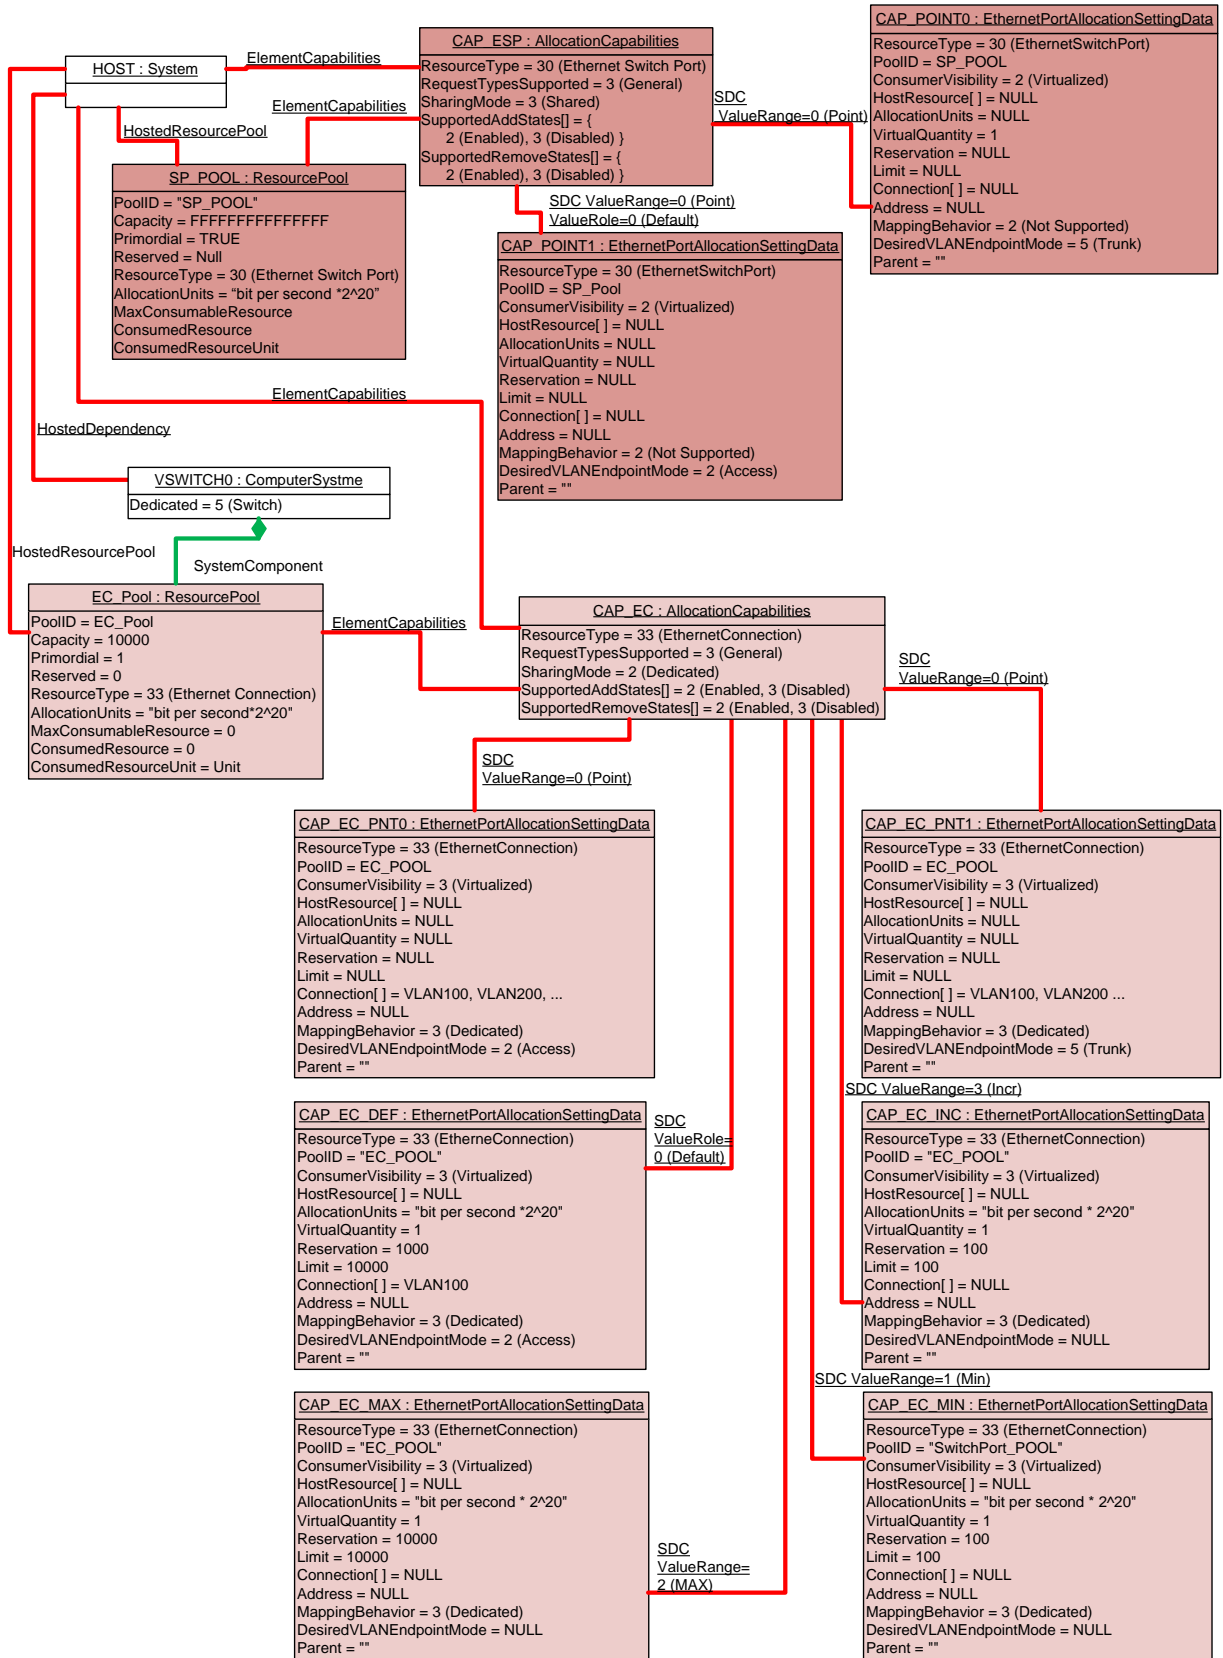 CAP_POINT0 : EthernetPortAllocationSettingData
ResourceType = 30 (EthernetSwitchPort)
PoolID = SP_POOL
ConsumerVisibility = 2 (Virtualized)
HostResource[ ] = NULL
AllocationUnits = NULL
VirtualQuantity = 1
Reservation = NULL
Limit = NULL
Connection[ ] = NULL
Address = NULL
MappingBehavior = 2 (Not Supported)
DesiredVLANEndpointMode = 5 (Trunk)
Parent = ""
CAP_ESP : AllocationCapabilities
ResourceType = 30 (Ethernet Switch Port)
RequestTypesSupported = 3 (General)
SharingMode = 3 (Shared)
SupportedAddStates[] = {
2 (Enabled), 3 (Disabled) }
SupportedRemoveStates[] = {
2 (Enabled), 3 (Disabled) }
HOST : System
ElementCapabilities
ElementCapabilities
SDC
ValueRange=0 (Point)
HostedResourcePool
SP_POOL : ResourcePool
PoolID = "SP_POOL"
Capacity = FFFFFFFFFFFFFFF
Primordial = TRUE
Reserved = Null
ResourceType = 30 (Ethernet Switch Port)
AllocationUnits = “bit per second *2^20”
MaxConsumableResource
ConsumedResource
ConsumedResourceUnit
SDC ValueRange=0 (Point)
ValueRole=0 (Default)
CAP_POINT1 : EthernetPortAllocationSettingData
ResourceType = 30 (EthernetSwitchPort)
PoolID = SP_Pool
ConsumerVisibility = 2 (Virtualized)
HostResource[ ] = NULL
AllocationUnits = NULL
VirtualQuantity = NULL
Reservation = NULL
Limit = NULL
Connection[ ] = NULL
Address = NULL
MappingBehavior = 2 (Not Supported)
DesiredVLANEndpointMode = 2 (Access)
Parent = ""
ElementCapabilities
HostedDependency
VSWITCH0 : ComputerSystme
Dedicated = 5 (Switch)
HostedResourcePool
SystemComponent
EC_Pool : ResourcePool
PoolID = EC_Pool
Capacity = 10000
Primordial = 1
Reserved = 0
ResourceType = 33 (Ethernet Connection)
AllocationUnits = "bit per second*2^20"
MaxConsumableResource = 0
ConsumedResource = 0
ConsumedResourceUnit = Unit
ElementCapabilities
CAP_EC : AllocationCapabilities
ResourceType = 33 (EthernetConnection)
RequestTypesSupported = 3 (General)
SharingMode = 2 (Dedicated)
SupportedAddStates[] = 2 (Enabled, 3 (Disabled)
SupportedRemoveStates[] = 2 (Enabled, 3 (Disabled)
SDC
ValueRange=0 (Point)
SDC
ValueRange=0 (Point)
CAP_EC_PNT0 : EthernetPortAllocationSettingData
ResourceType = 33 (EthernetConnection)
PoolID = EC_POOL
ConsumerVisibility = 3 (Virtualized)
HostResource[ ] = NULL
AllocationUnits = NULL
VirtualQuantity = NULL
Reservation = NULL
Limit = NULL
Connection[ ] = VLAN100, VLAN200, ...
Address = NULL
MappingBehavior = 3 (Dedicated)
DesiredVLANEndpointMode = 2 (Access)
Parent = ""
CAP_EC_PNT1 : EthernetPortAllocationSettingData
ResourceType = 33 (EthernetConnection)
PoolID = EC_POOL
ConsumerVisibility = 3 (Virtualized)
HostResource[ ] = NULL
AllocationUnits = NULL
VirtualQuantity = NULL
Reservation = NULL
Limit = NULL
Connection[ ] = VLAN100, VLAN200 ...
Address = NULL
MappingBehavior = 3 (Dedicated)
DesiredVLANEndpointMode = 5 (Trunk)
Parent = ""
SDC ValueRange=3 (Incr)
CAP_EC_DEF : EthernetPortAllocationSettingData
ResourceType = 33 (EtherneConnection)
PoolID = "EC_POOL"
ConsumerVisibility = 3 (Virtualized)
HostResource[ ] = NULL
AllocationUnits = "bit per second *2^20"
VirtualQuantity = 1
Reservation = 1000
Limit = 10000
Connection[ ] = VLAN100
Address = NULL
MappingBehavior = 3 (Dedicated)
DesiredVLANEndpointMode = 2 (Access)
Parent = ""
SDC
ValueRole=
0 (Default)
CAP_EC_INC : EthernetPortAllocationSettingData
ResourceType = 33 (EthernetConnection)
PoolID = "EC_POOL"
ConsumerVisibility = 3 (Virtualized)
HostResource[ ] = NULL
AllocationUnits = "bit per second * 2^20"
VirtualQuantity = 1
Reservation = 100
Limit = 100
Connection[ ] = NULL
Address = NULL
MappingBehavior = 3 (Dedicated)
DesiredVLANEndpointMode = NULL
Parent = ""
SDC ValueRange=1 (Min)
CAP_EC_MAX : EthernetPortAllocationSettingData
ResourceType = 33 (EthernetConnection)
PoolID = "EC_POOL"
ConsumerVisibility = 3 (Virtualized)
HostResource[ ] = NULL
AllocationUnits = "bit per second * 2^20"
VirtualQuantity = 1
Reservation = 10000
Limit = 10000
Connection[ ] = NULL
Address = NULL
MappingBehavior = 3 (Dedicated)
DesiredVLANEndpointMode = NULL
Parent = ""
SDC
ValueRange=
2 (MAX)
CAP_EC_MIN : EthernetPortAllocationSettingData
ResourceType = 33 (EthernetConnection)
PoolID = "SwitchPort_POOL"
ConsumerVisibility = 3 (Virtualized)
HostResource[ ] = NULL
AllocationUnits = "bit per second * 2^20"
VirtualQuantity = 1
Reservation = 100
Limit = 100
Connection[ ] = NULL
Address = NULL
MappingBehavior = 3 (Dedicated)
DesiredVLANEndpointMode = NULL
Parent = ""